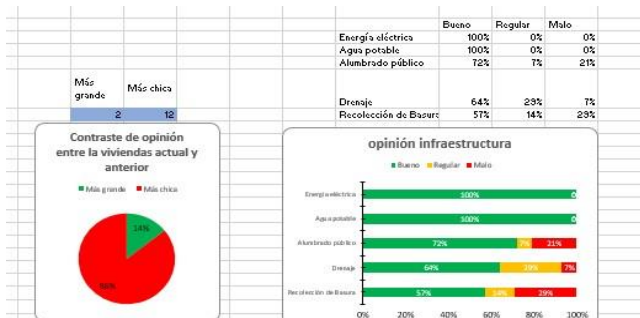 Bueno Regular Malo
Energía eléctrica 100% 0% 0%
Agua potable 100% 0% 0%
Alumbrado público 72% 7% 21%
Más grande Más chica
2 12
Drenaje 64% 29% 7%
Recolección de Basura 57% 14% 29%
Contraste de opinión
entre la viviendas actual y
anterior
Más grande Más chica
14%
opinión infraestructura
Bueno Regular Malo
Energía eléctrica 100% 0
Agua potable 100% 0
Alumbrado público 72% 7% 21%
Drenaje 64% 29% 7%
Recolección de Basura 57% 14% 29%
0% 20% 40% 60% 80% 100%